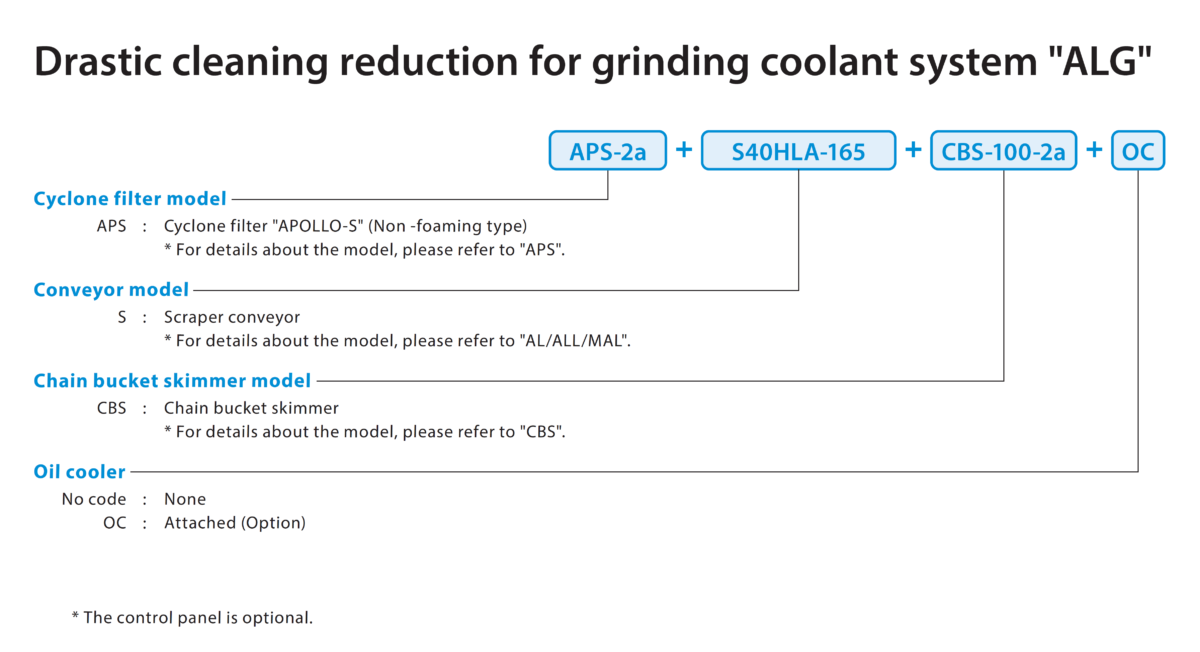 Drastic cleaning reduction for grinding coolant system "ALG"
APS-2a + S40HLA-165 + CBS-100-2a + OC
Cyclone filter model
APS : Cyclone filter "APOLLO-S" (Non -foaming type)
* For details about the model, please refer to "APS".
Conveyor model
S : Scraper conveyor
* For details about the model, please refer to "AL/ALL/MAL".
Chain bucket skimmer model
CBS : Chain bucket skimmer
* For details about the model, please refer to "CBS".
Oil cooler
No code : None
OC : Attached (Option)
* The control panel is optional.